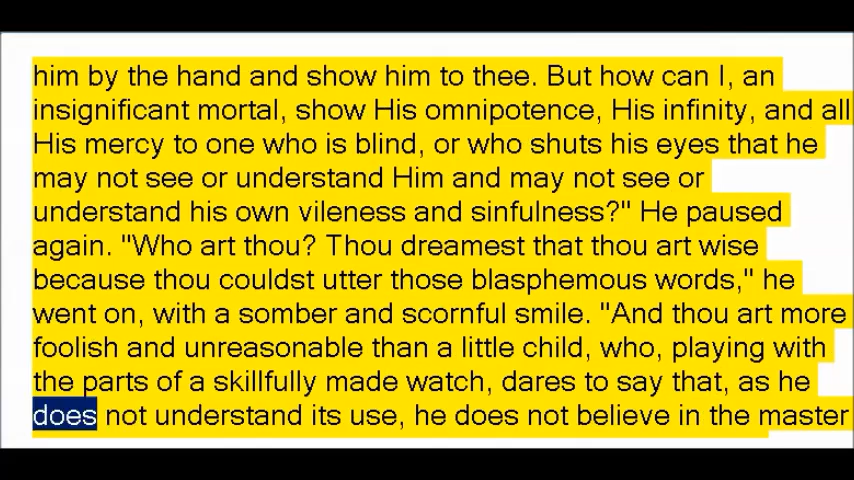 him by the hand and show him to thee. But how can I, an
insignificant mortal, show His omnipotence, His infinity, and all
His mercy to one who is blind, or who shuts his eyes that he
may not see or understand Him and may not see or
understand his own vileness and sinfulness?" He paused
again. "Who art thou? Thou dreamest that thou art wise
because thou couldst utter those blasphemous words," he
went on, with a somber and scornful smile. "And thou art more
foolish and unreasonable than a little child, who, playing with
the parts of a skillfully made watch, dares to say that, as he
does not understand its use, he does not believe in the master